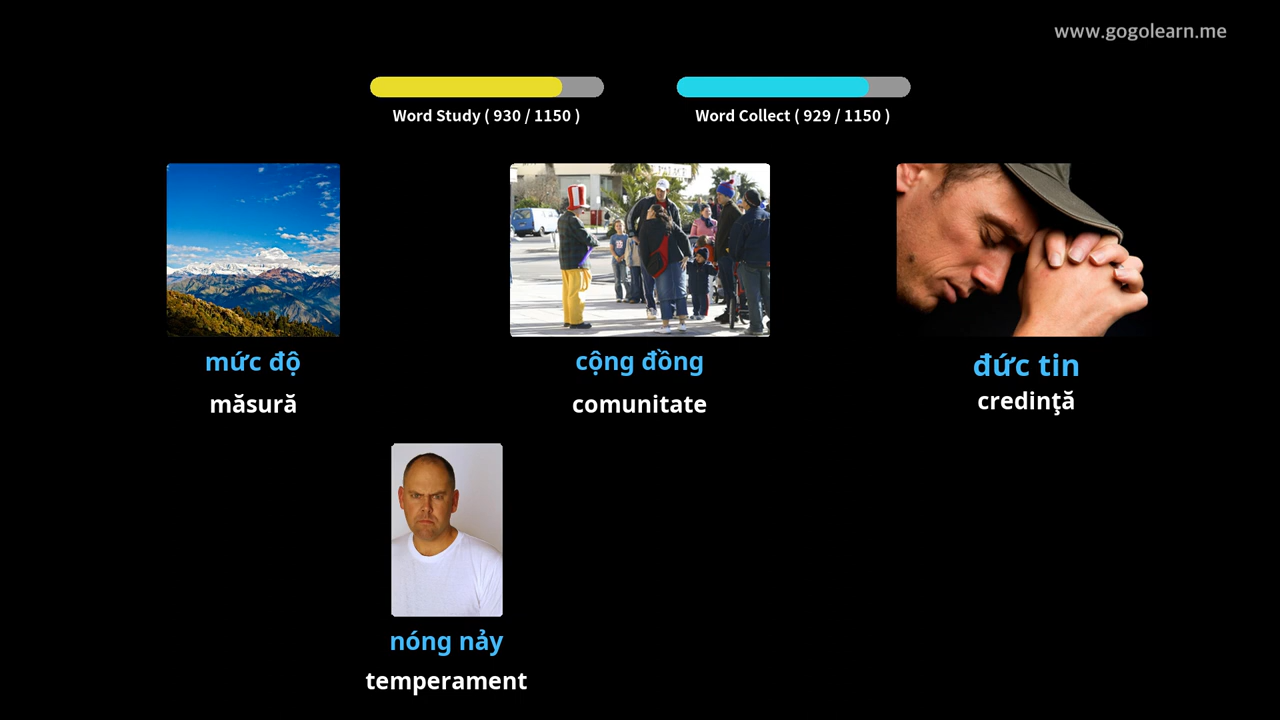 www.gogolearn.me
Word Study ( 930 / 1150 )
Word Collect ( 929 / 1150 )
mức độ
măsură
cộng đồng
comunitate
đức tin
credinţă
nóng nảy
temperament